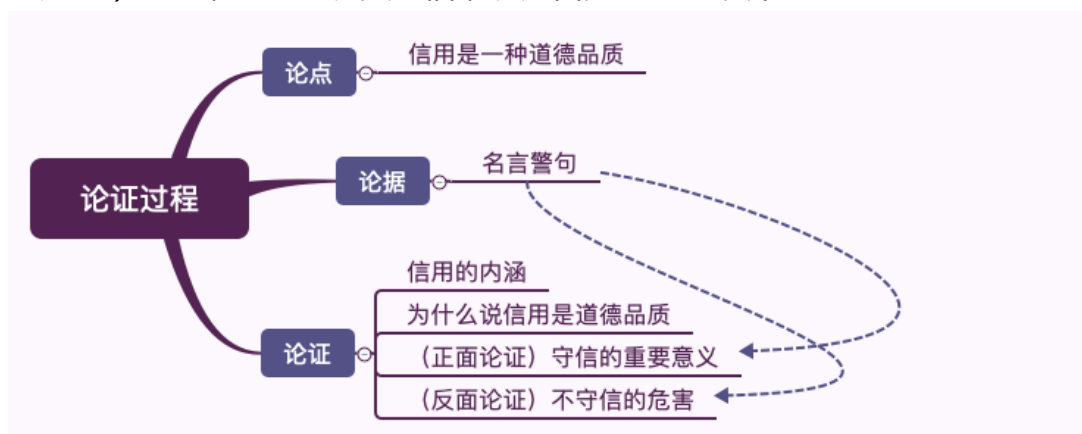 论证过程
论点
信用是一种道德品质
论据
名言警句
论证
信用的内涵
为什么说信用是道德品质
（正面论证）守信的重要意义
（反面论证）不守信的危害